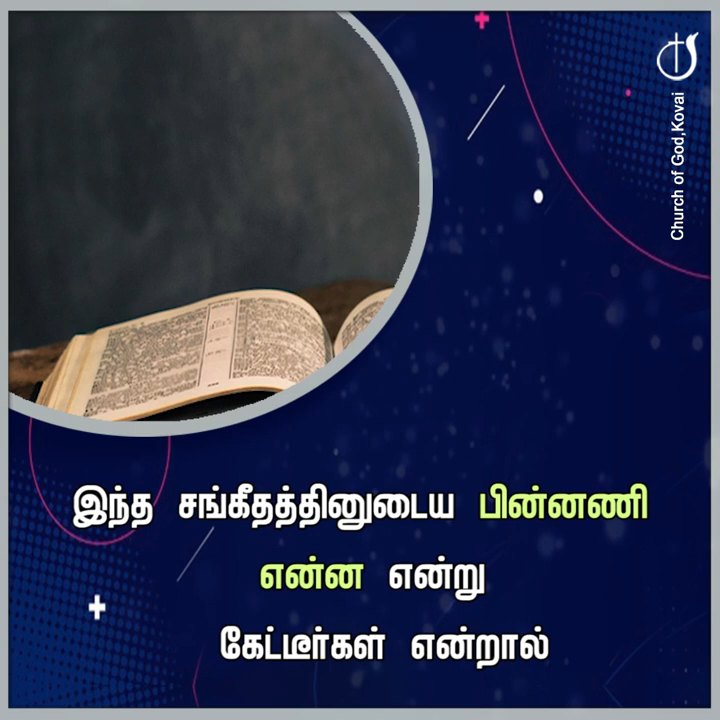 Church of God,Kovai
இந்த சங்கீதத்தினுடைய பின்னணி
என்ன என்று
கேட்டீர்கள் என்றால்